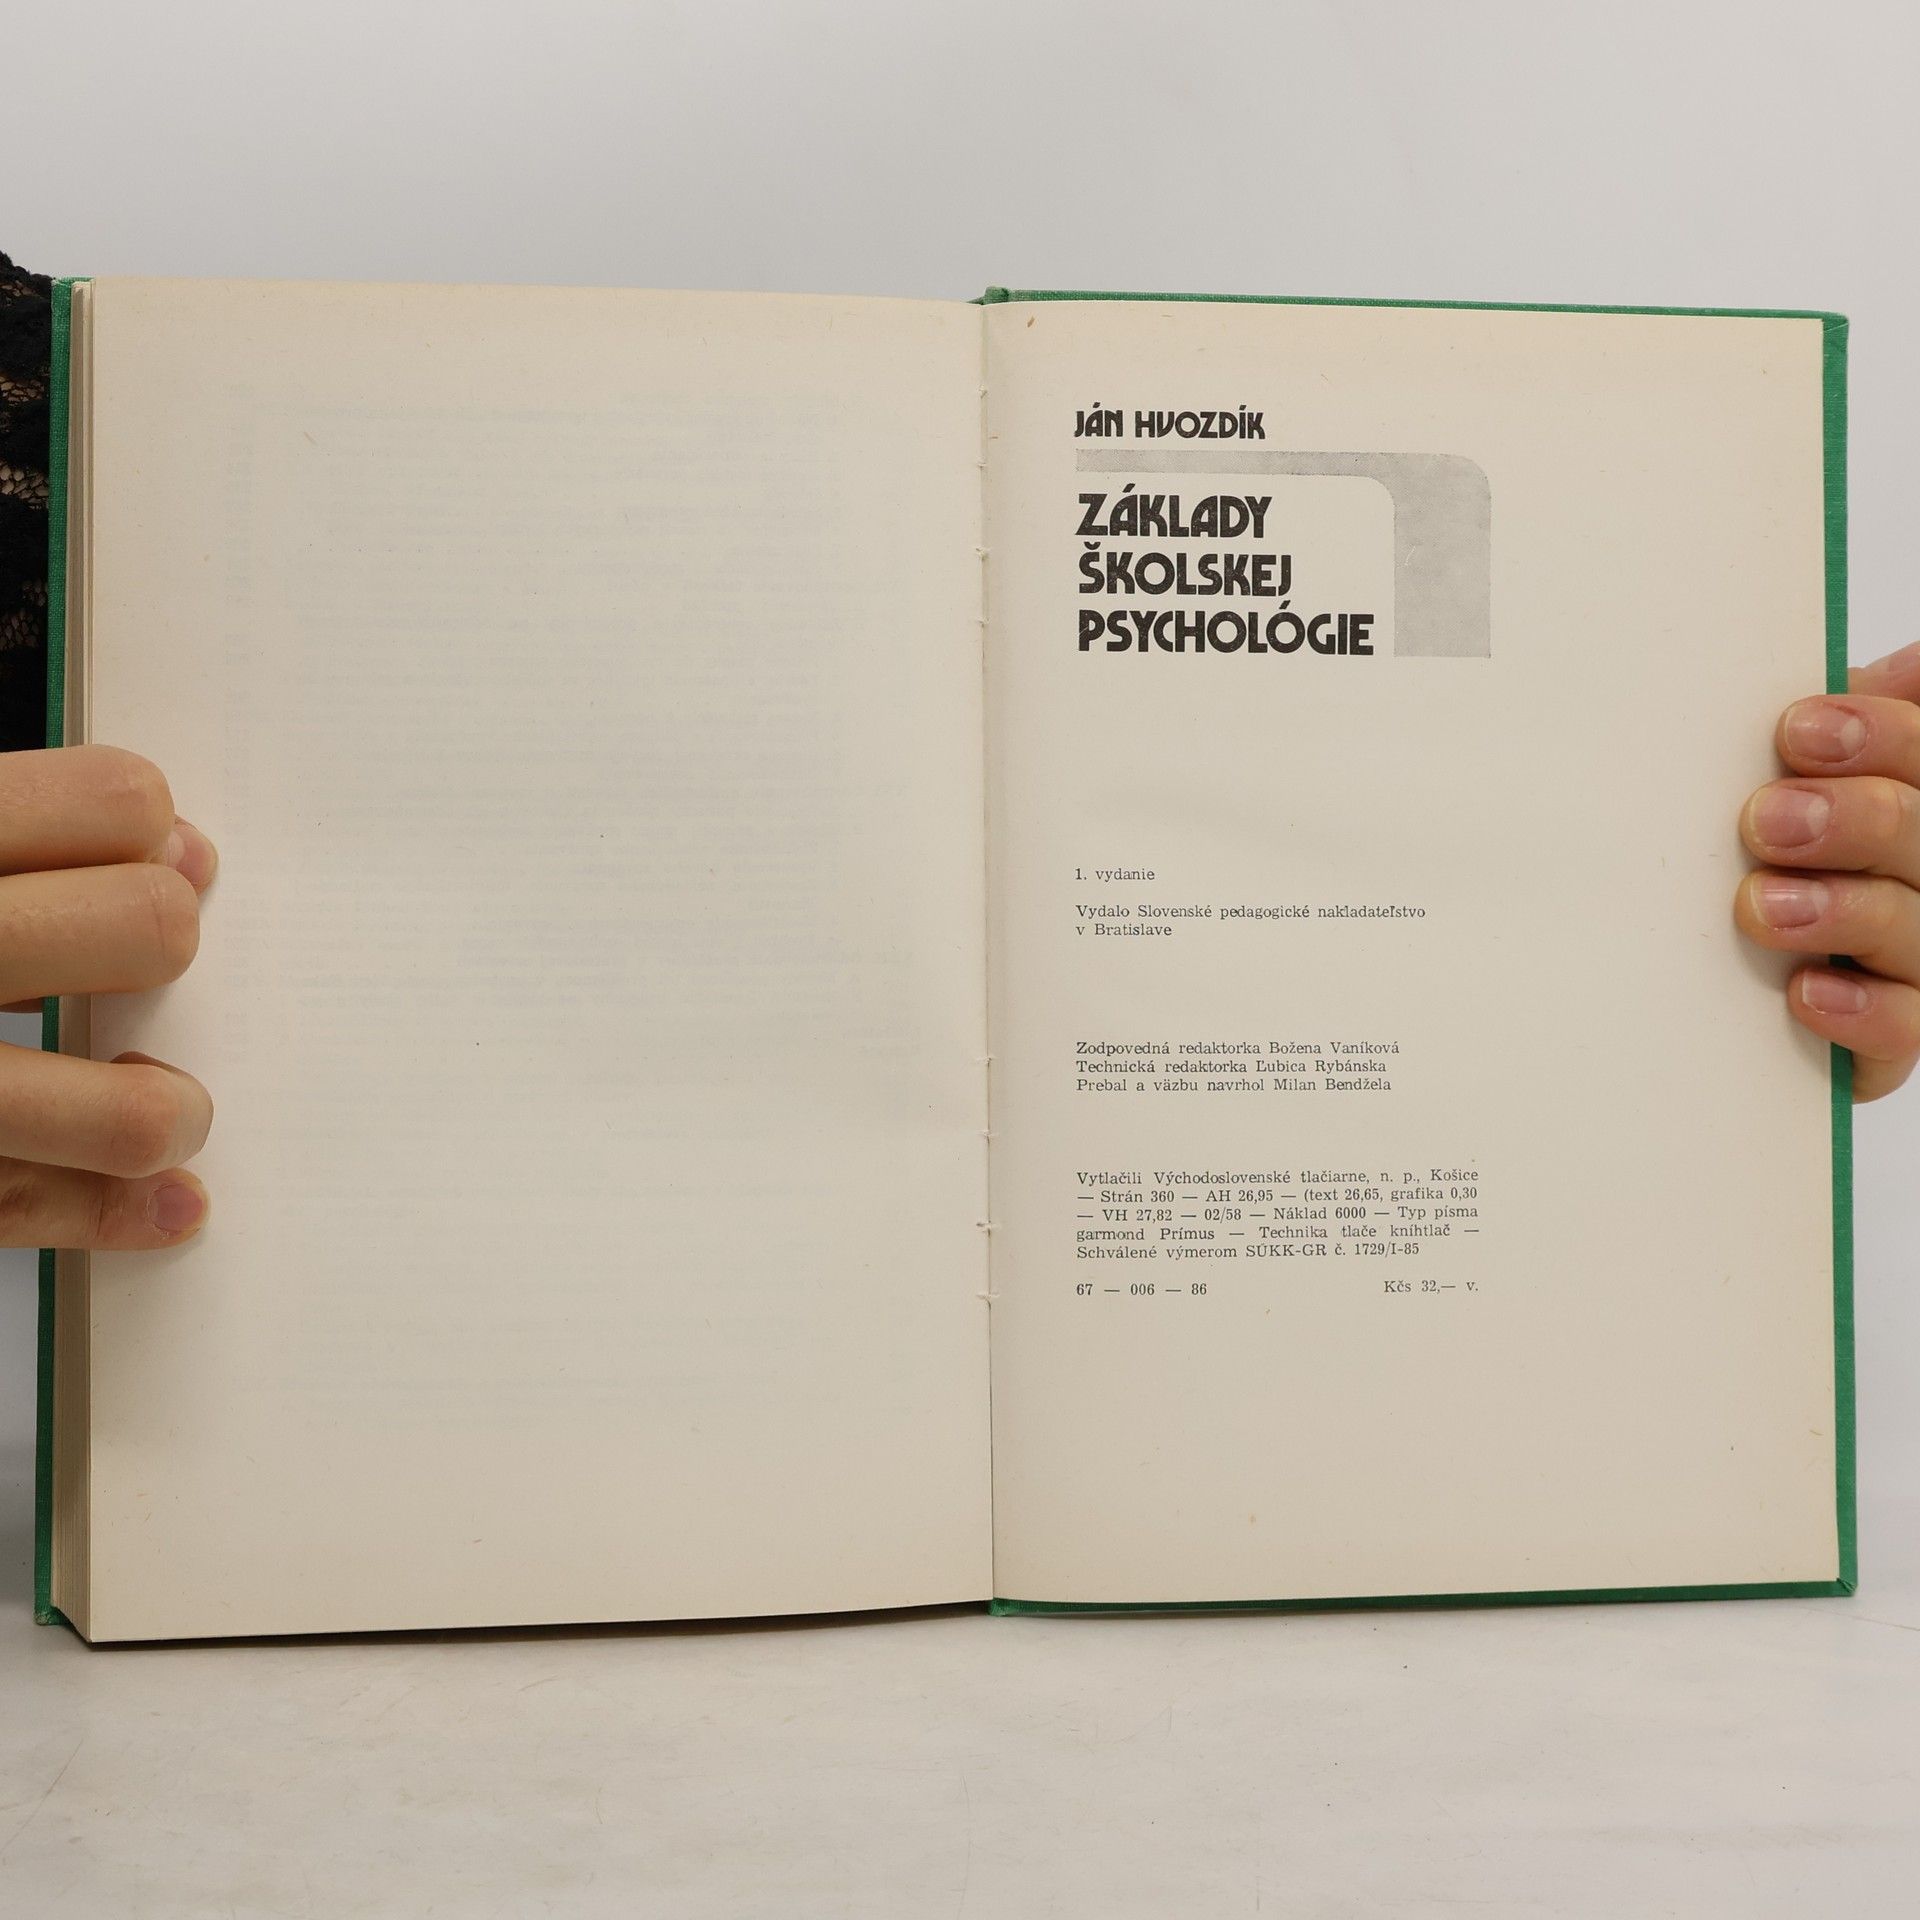 JÁN HVOZDÍK
ZÁKLADY
ŠKOLSKEJ
PSYCHOLÓGIE
1. vydanie
Vydalo Slovenské pedagogické nakladateľstvo
v Bratislave
Zodpovedná redaktorka Božena Vaníková
Technická redaktorka Ľubica Rybánska
Prebal a väzbu navrhol Milan Bendžela
Vytlačili Východoslovenské tlačiarne, n. p., Košice
— Strán 360 — AH 26,95 — (text 26,65, grafika 0,30
— VH 27,82 — 02/58 — Náklad 6000 — Typ písma
garmond Prímus — Technika tlače kníhtlač —
Schválené výmerom SÚKK-GR č. 1729/I-85
67 — 006 — 86 Kčs 32,— v.